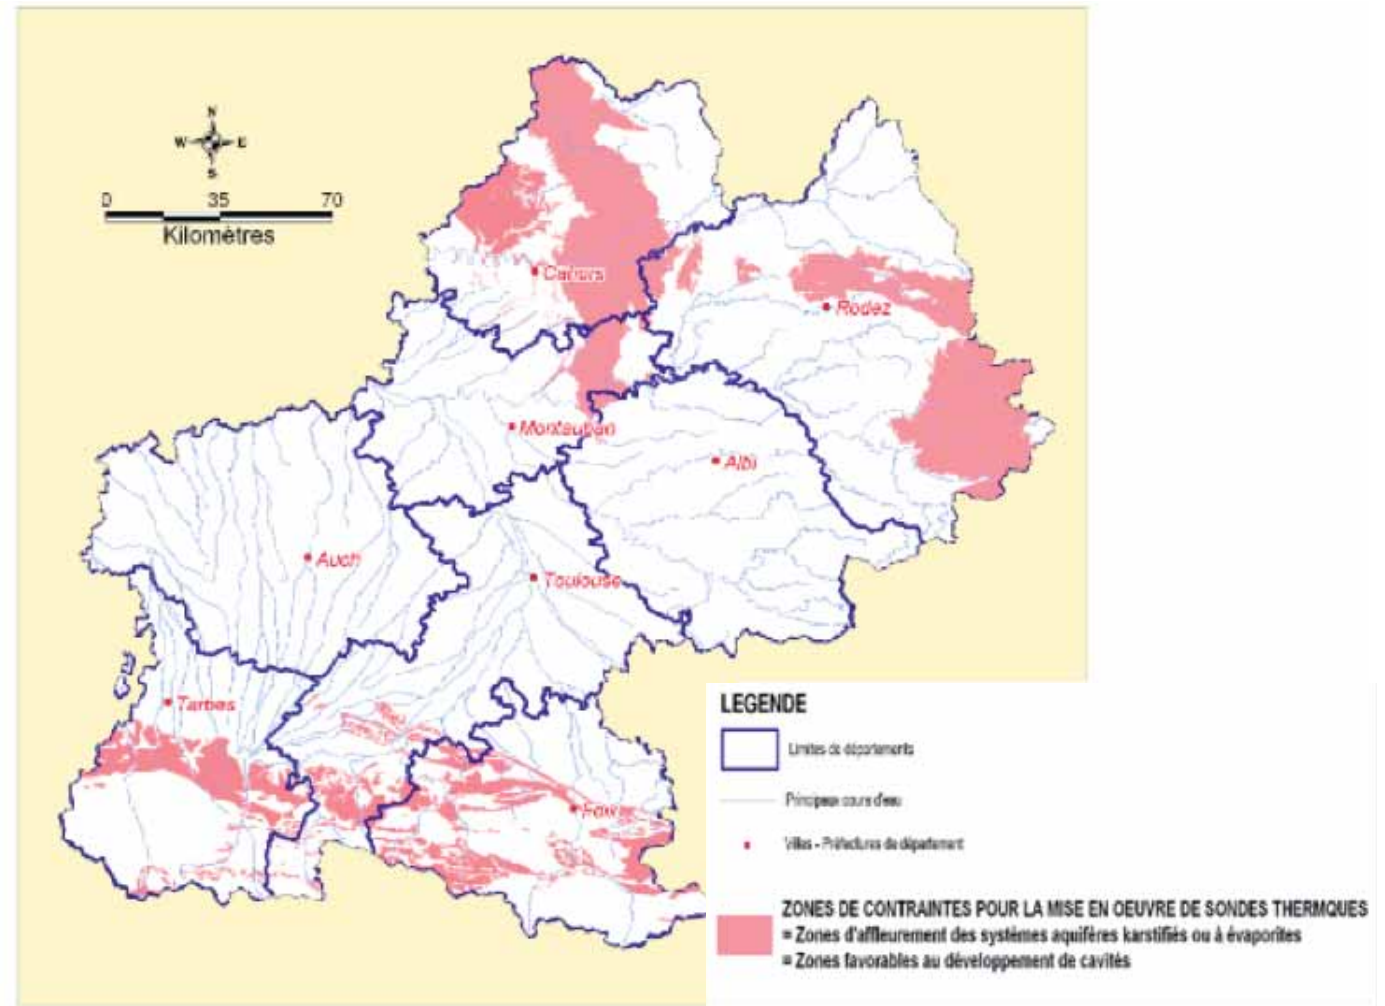 N
W E
S
0 35 70
Kilomètres
Cahors
Rodez
Montauban
Albi
Auch
Toulouse
Tarbes
Foix
LEGENDE
Limites de départements
Principaux cours d'eau
Villes - Préfectures de département
ZONES DE CONTRAINTES POUR LA MISE EN OEUVRE DE SONDES THERMQUES
= Zones d'affleurement des systèmes aquifères karstifiés ou à évaporites
= Zones favorables au développement de cavités